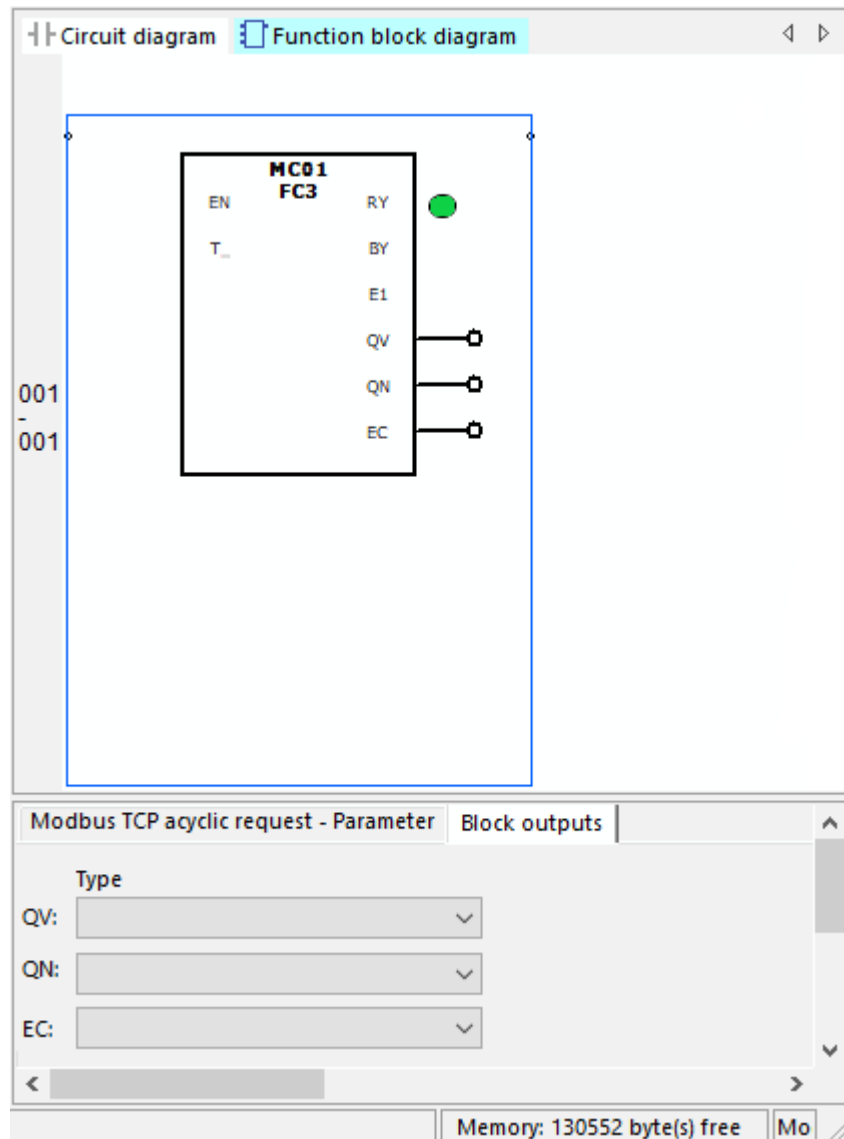 Circuit diagram Function block diagram
MC01
FC3
EN RY
T_ BY
E1
QV
QN
EC
001
-
001
Modbus TCP acyclic request - Parameter Block outputs
Type
QV:
QN:
EC:
Memory: 130552 byte(s) free Mo